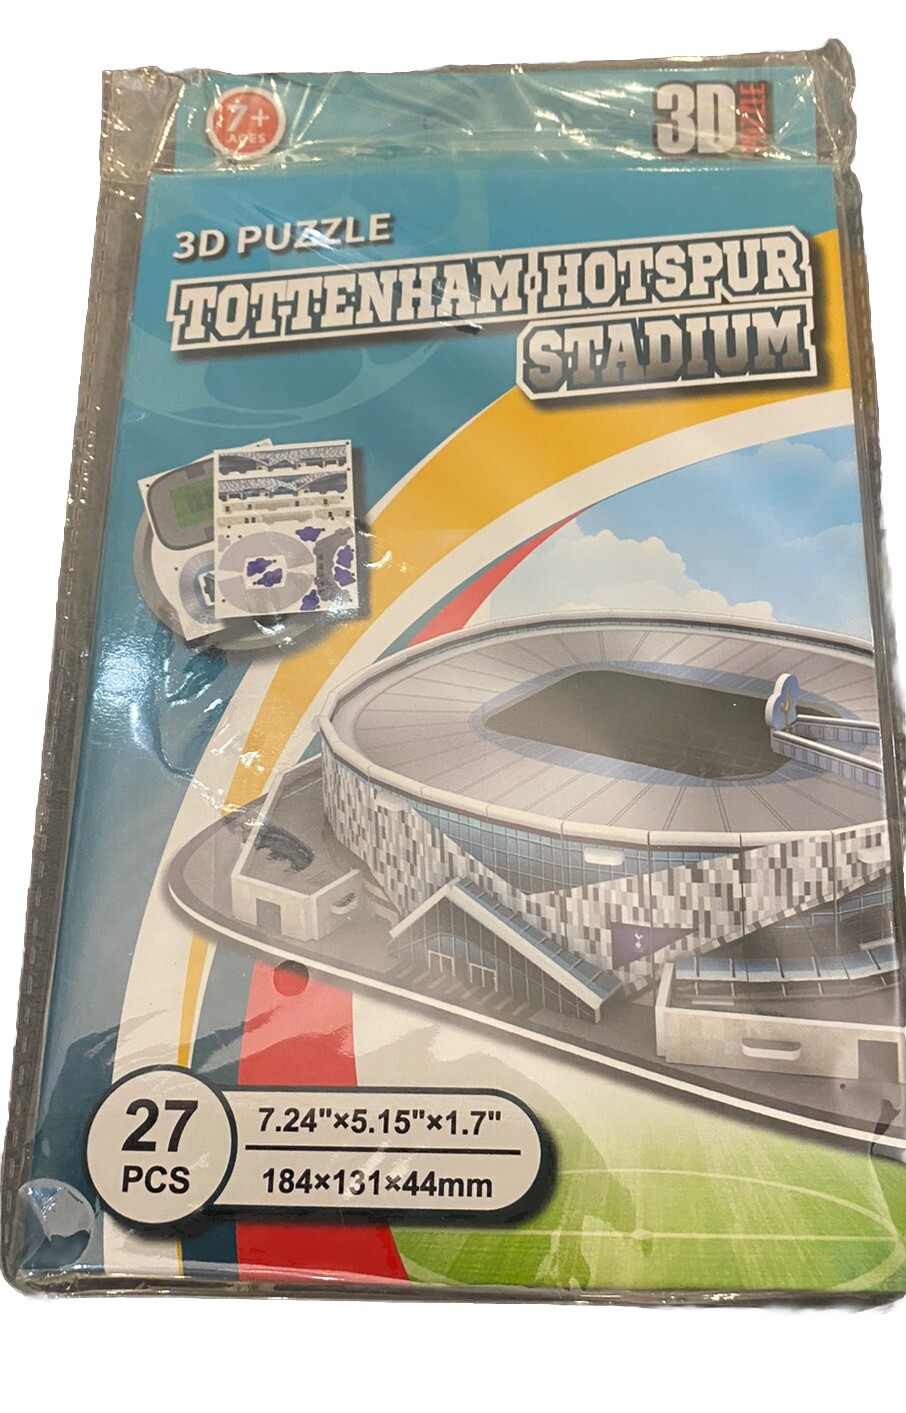 7+
AGES
3D
PUZZLE
3D PUZZLE
TOTTENHAM HOTSPUR
STADIUM
27
PCS
7.24"×5.15"×1.7"
184×131×44mm